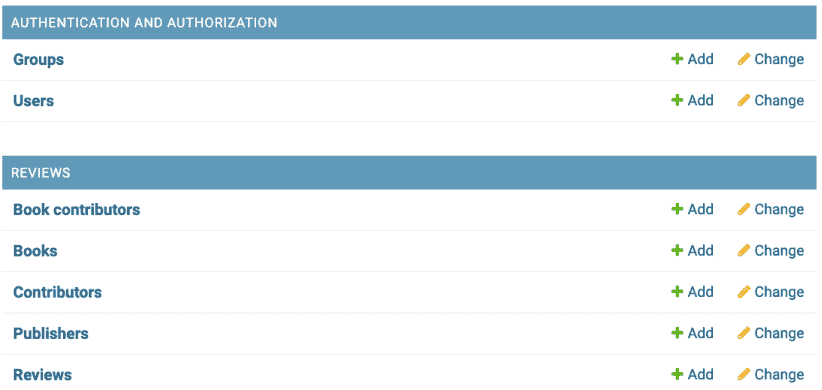 AUTHENTICATION AND AUTHORIZATION
Groups Add Change
Users Add Change
REVIEWS
Book contributors Add Change
Books Add Change
Contributors Add Change
Publishers Add Change
Reviews Add Change